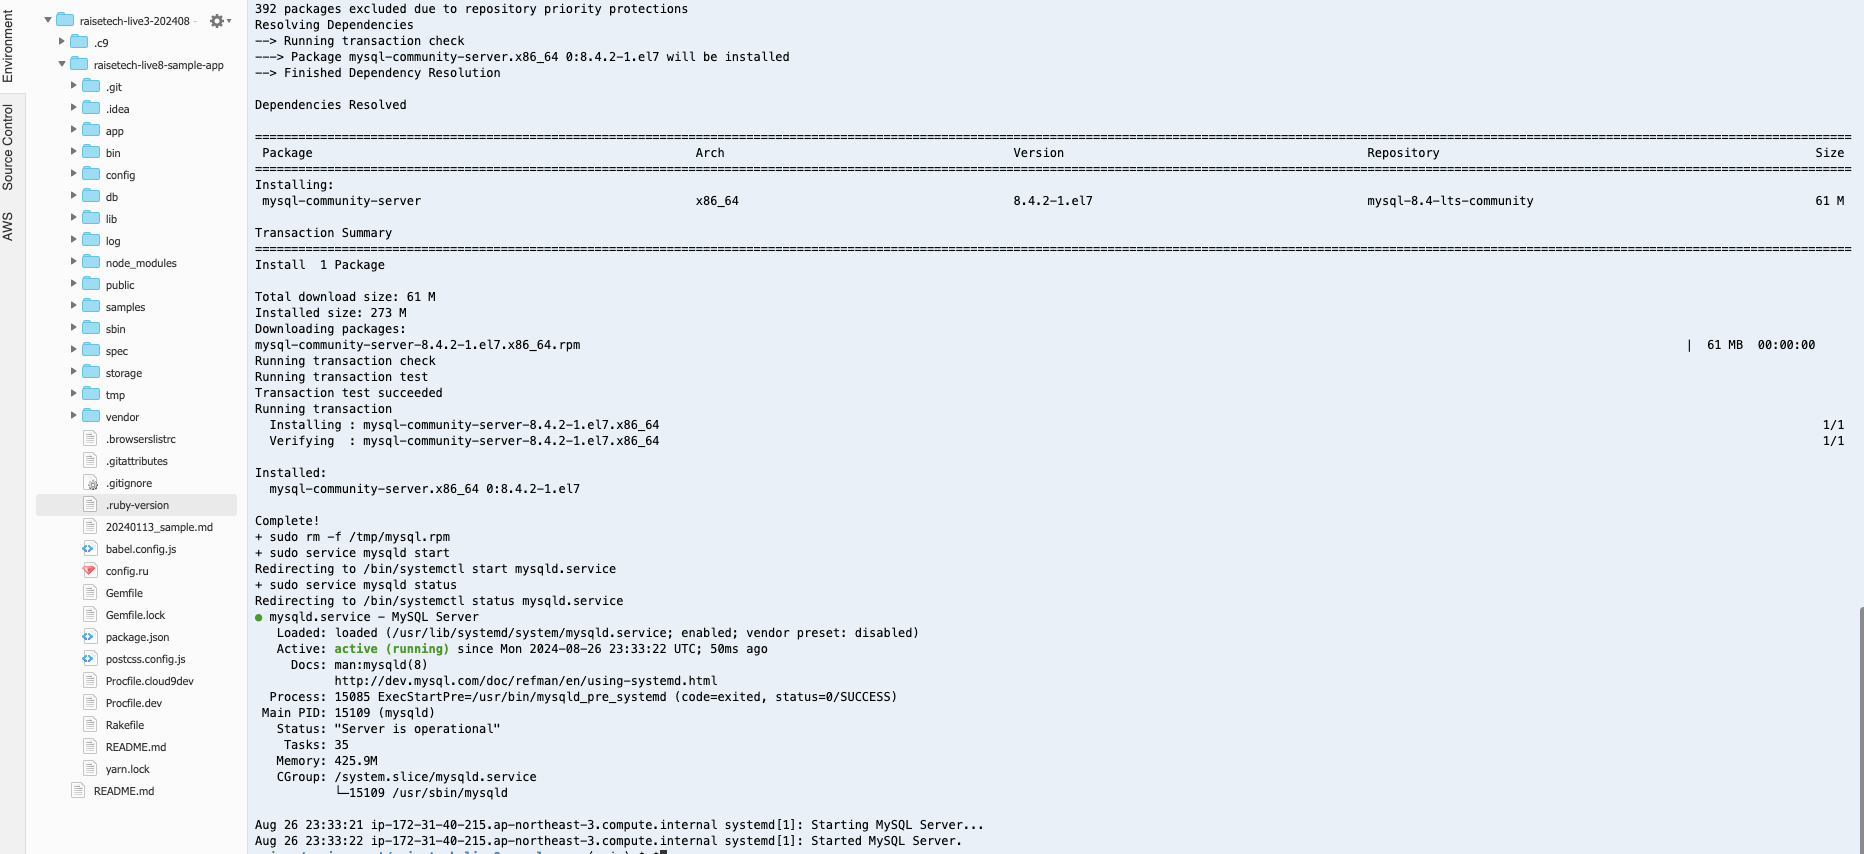 Environment
Source Control
AWS
raisetech-live3-202408 -
.c9
raisetech-live8-sample-app
.git
.idea
app
bin
config
db
lib
log
node_modules
public
samples
sbin
spec
storage
tmp
vendor
.browserslistrc
.gitattributes
.gitignore
.ruby-version
20240113_sample.md
babel.config.js
config.ru
Gemfile
Gemfile.lock
package.json
postcss.config.js
Procfile.cloud9dev
Procfile.dev
Rakefile
README.md
yarn.lock
README.md
392 packages excluded due to repository priority protections
Resolving Dependencies
--> Running transaction check
---> Package mysql-community-server.x86_64 0:8.4.2-1.el7 will be installed
--> Finished Dependency Resolution
Dependencies Resolved
Package Arch Version Repository Size
Installing:
mysql-community-server x86_64 8.4.2-1.el7 mysql-8.4-lts-community 61 M
Transaction Summary
Install  1 Package
Total download size: 61 M
Installed size: 273 M
Downloading packages:
mysql-community-server-8.4.2-1.el7.x86_64.rpm | 61 MB 00:00:00
Running transaction check
Running transaction test
Transaction test succeeded
Running transaction
Installing : mysql-community-server-8.4.2-1.el7.x86_64 1/1
Verifying  : mysql-community-server-8.4.2-1.el7.x86_64 1/1
Installed:
mysql-community-server.x86_64 0:8.4.2-1.el7
Complete!
+ sudo rm -f /tmp/mysql.rpm
+ sudo service mysqld start
Redirecting to /bin/systemctl start mysqld.service
+ sudo service mysqld status
Redirecting to /bin/systemctl status mysqld.service
● mysqld.service - MySQL Server
Loaded: loaded (/usr/lib/systemd/system/mysqld.service; enabled; vendor preset: disabled)
Active: active (running) since Mon 2024-08-26 23:33:22 UTC; 50ms ago
Docs: man:mysqld(8)
http://dev.mysql.com/doc/refman/en/using-systemd.html
Process: 15085 ExecStartPre=/usr/bin/mysqld_pre_systemd (code=exited, status=0/SUCCESS)
Main PID: 15109 (mysqld)
Status: "Server is operational"
Tasks: 35
Memory: 425.9M
CGroup: /system.slice/mysqld.service
└─15109 /usr/sbin/mysqld
Aug 26 23:33:21 ip-172-31-40-215.ap-northeast-3.compute.internal systemd[1]: Starting MySQL Server...
Aug 26 23:33:22 ip-172-31-40-215.ap-northeast-3.compute.internal systemd[1]: Started MySQL Server.